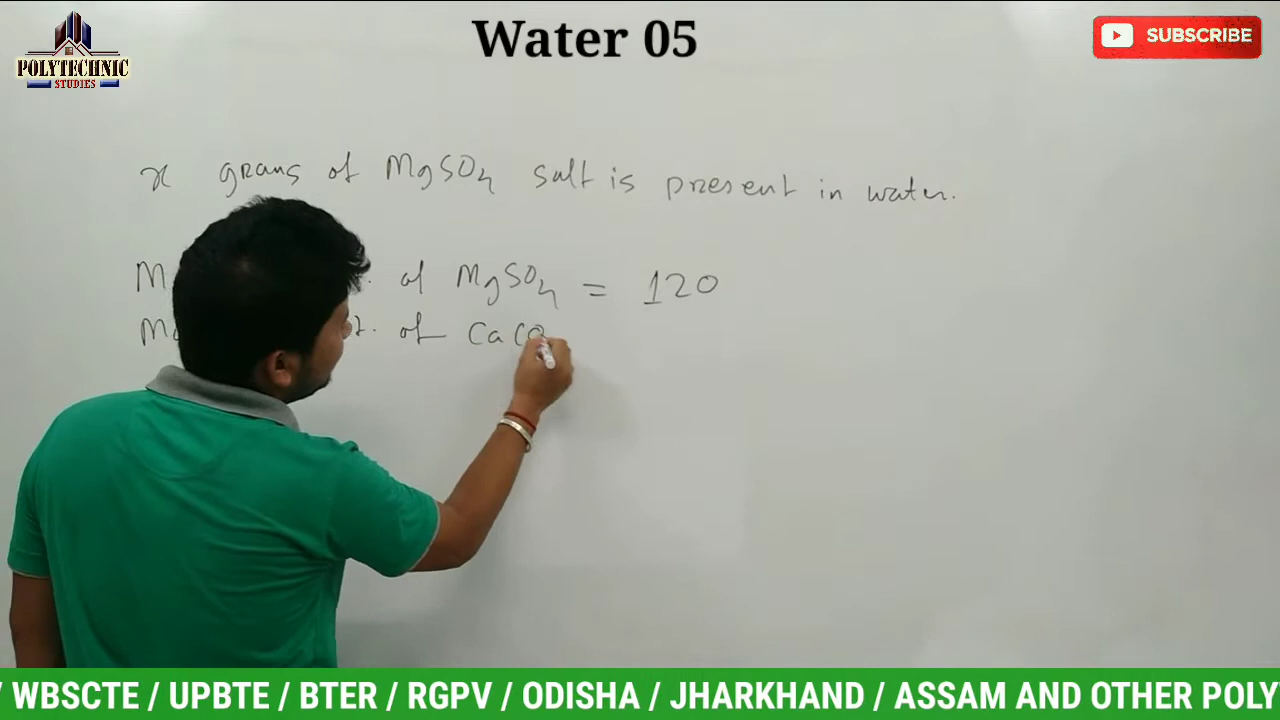 POLYTECHNIC
STUDIES
Water 05
SUBSCRIBE
x grams of MgSO4 salt is present in water.
of MgSO4 = 120
of CaCO
/ WBSCTE / UPBTE / BTER / RGPV / ODISHA / JHARKHAND / ASSAM AND OTHER POLY